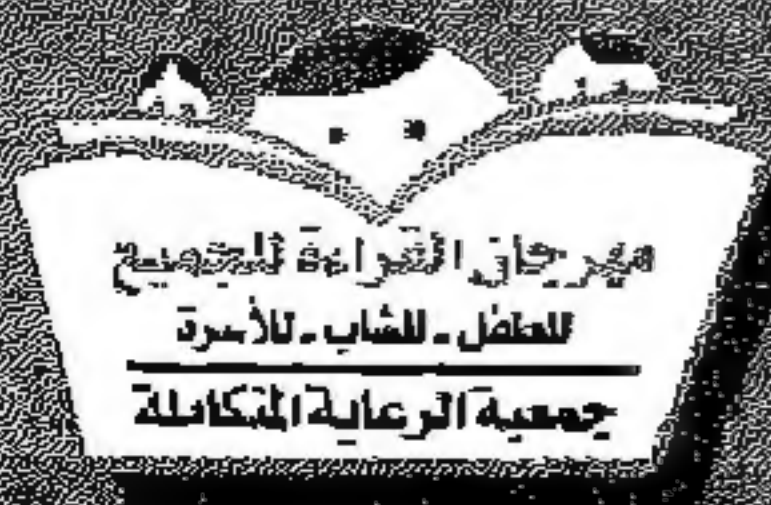 مهرجان القراءة للجميع
للطفل - للشاب - للأسرة
جمعية الرعاية المتكاملة